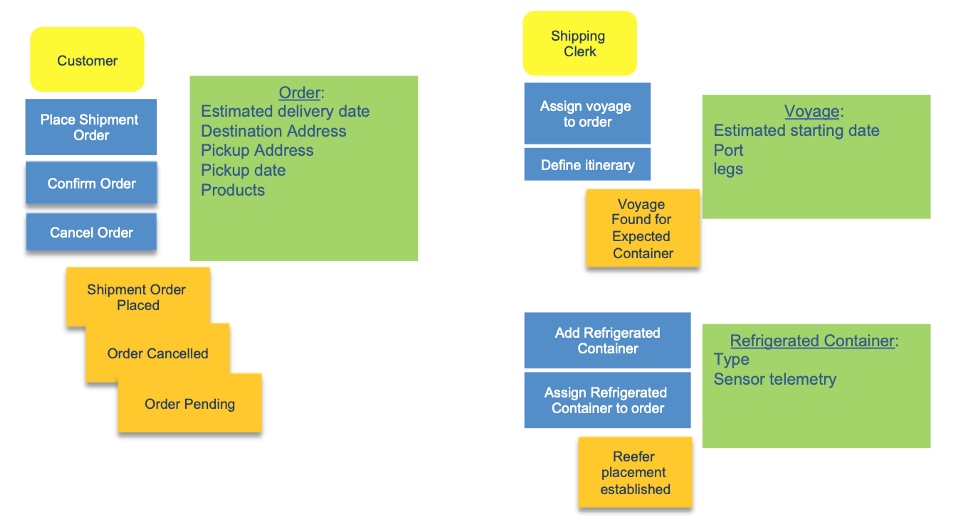 Customer
Place Shipment
Order
Confirm Order
Cancel Order
Order:
Estimated delivery date
Destination Address
Pickup Address
Pickup date
Products
Shipment Order
Placed
Order Cancelled
Order Pending
Shipping
Clerk
Assign voyage
to order
Define itinerary
Voyage:
Estimated starting date
Port
legs
Voyage
Found for
Expected
Container
Add Refrigerated
Container
Assign Refrigerated
Container to order
Refrigerated Container:
Type
Sensor telemetry
Reefer
placement
established